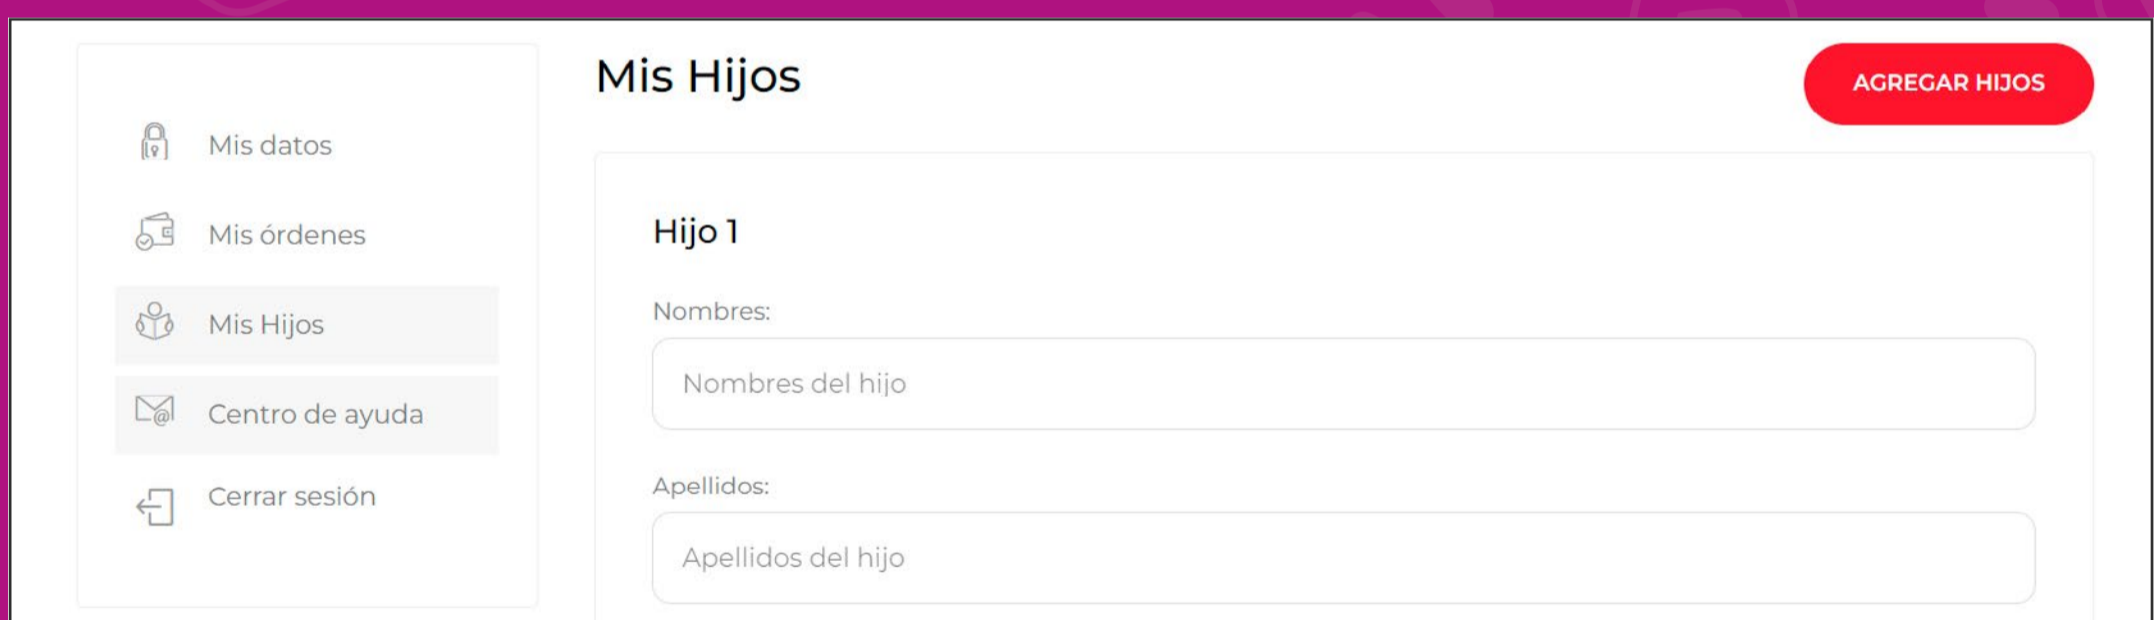 Mis datos
Mis órdenes
Mis Hijos
Centro de ayuda
Cerrar sesión
Mis Hijos
AGREGAR HIJOS
Hijo 1
Nombres:
Nombres del hijo
Apellidos:
Apellidos del hijo